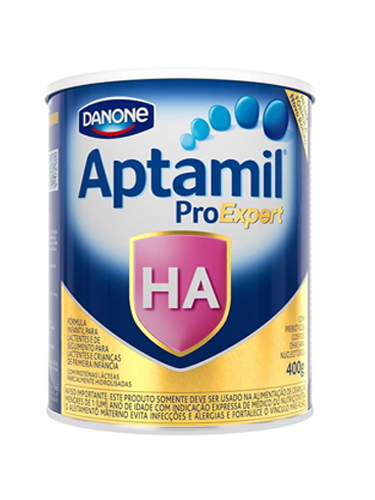 DANONE
Aptamil
ProExpert
HA
FÓRMULA
INFANTIL PARA
LACTENTES E DE
SEGUIMENTO PARA
LACTENTES E CRIANÇAS
DE PRIMEIRA INFÂNCIA
COM PROTEÍNAS LÁCTEAS
PARCIALMENTE HIDROLISADAS
COM
PREBIÓTICOS
400g
AVISO IMPORTANTE: ESTE PRODUTO SOMENTE DEVE SER USADO NA ALIMENTAÇÃO DE CRIANÇAS
MENORES DE 1 (UM) ANO DE IDADE COM INDICAÇÃO EXPRESSA DE MÉDICO OU NUTRICIONISTA
O ALEITAMENTO MATERNO EVITA INFECÇÕES E ALERGIAS E FORTALECE O VÍNCULO MÃE-FILHO